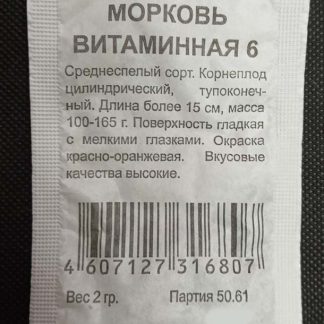 МОРКОВЬ
ВИТАМИННАЯ 6
Среднеспелый сорт. Корнеплод
цилиндрический, тупоконеч-
ный. Длина более 15 см, масса
100-165 г. Поверхность гладкая
с мелкими глазками. Окраска
красно-оранжевая. Вкусовые
качества высокие.
4 607127 316807
Вес 2 гр. Партия 50.61